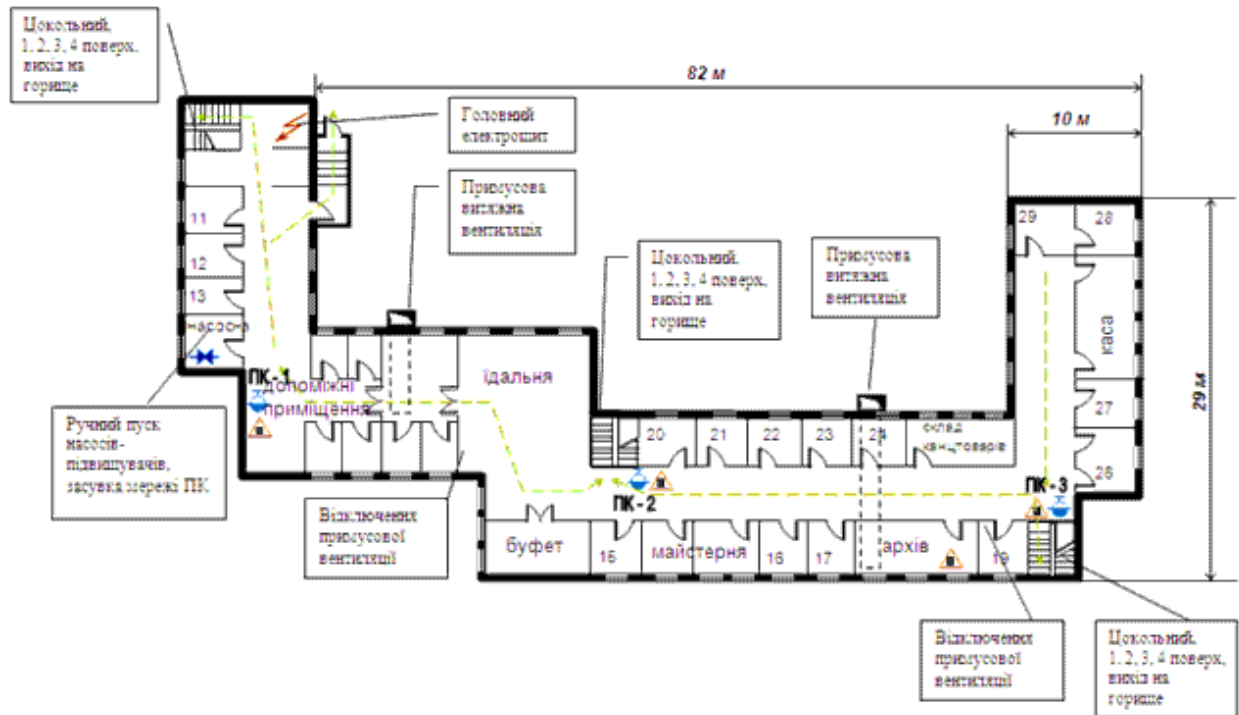 Цокольний,
1, 2, 3, 4 поверх,
вихід на
горище
82 м
Головний
електрощит
10 м
Примусова
витяжна
вентиляція
Цокольний,
1, 2, 3, 4 поверх,
вихід на
горище
Примусова
витяжна
вентиляція
29
28
11
12
13
насосна
каса
29 м
ПК-1
допоміжні
приміщення
їдальня
Ручний пуск
насосів-
підвищувачів,
засувка мережі ПК
20
21
22
23
24
склад
канцтоварів
27
26
ПК-2
ПК-3
Відключення
примусової
вентиляції
буфет
15
майстерня
16
17
архів
19
Відключення
примусової
вентиляції
Цокольний,
1, 2, 3, 4 поверх,
вихід на
горище